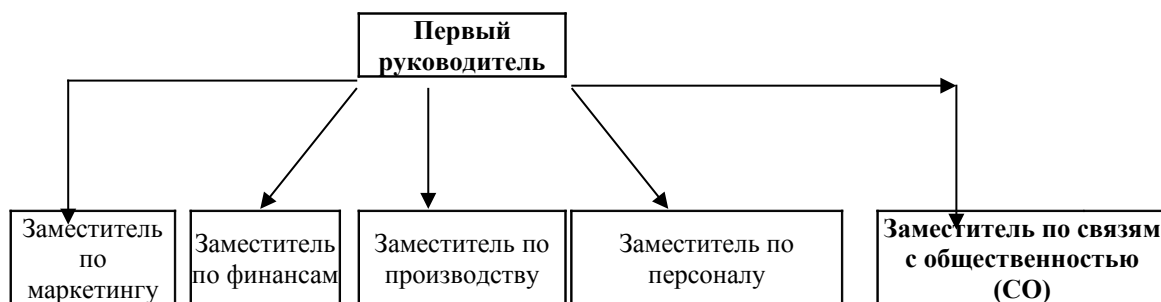 Первый
руководитель
Заместитель
по
маркетингу
Заместитель
по финансам
Заместитель по
производству
Заместитель по
персоналу
Заместитель по связям
с общественностью
(СО)